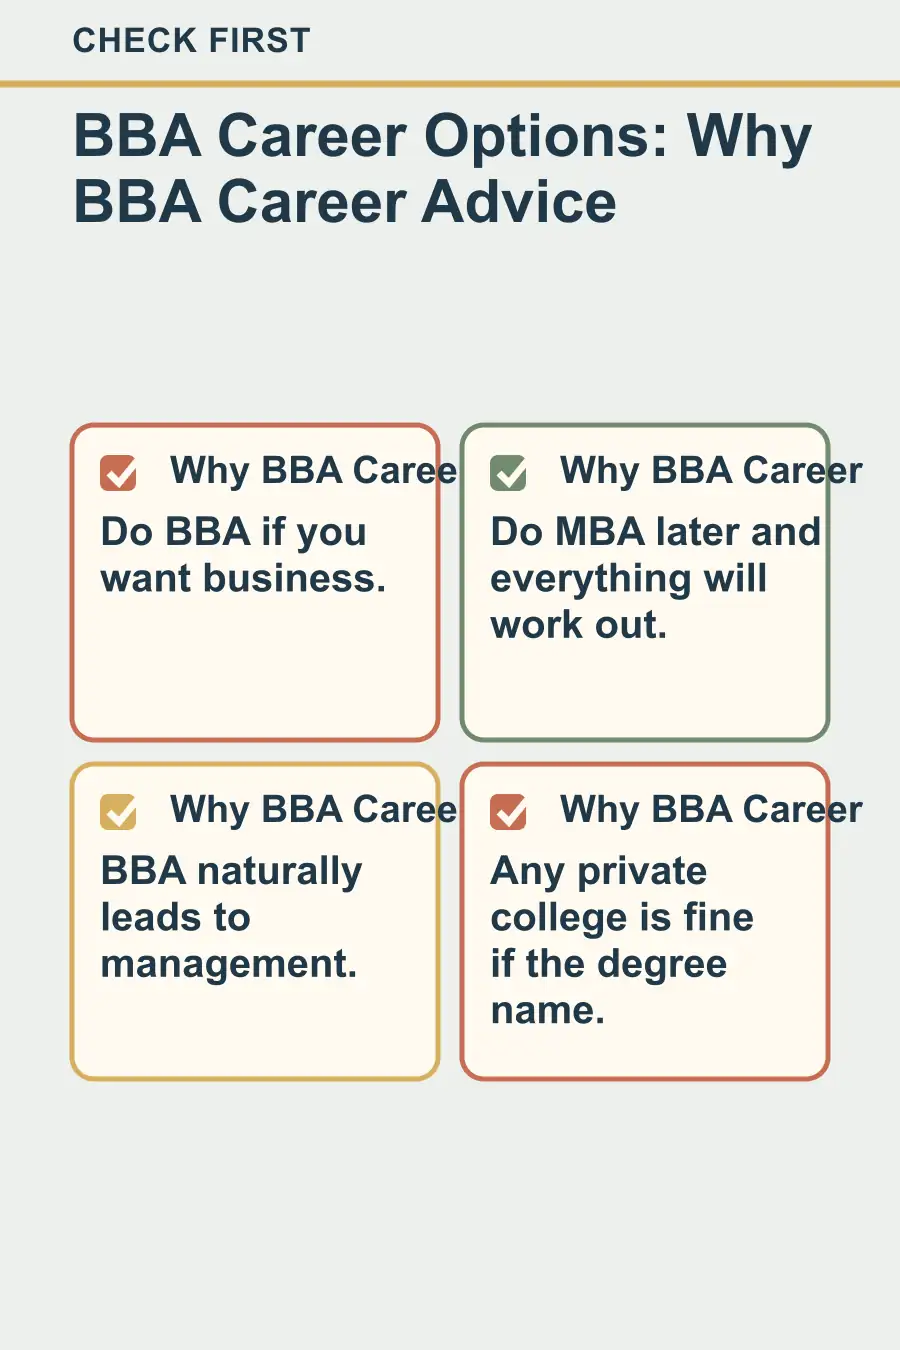 CHECK FIRST
BBA Career Options: Why
BBA Career Advice
Why BBA Caree
Do BBA if you
want business.
Why BBA Career
Do MBA later and
everything will
work out.
Why BBA Caree
BBA naturally
leads to
management.
Why BBA Career
Any private
college is fine
if the degree
name.